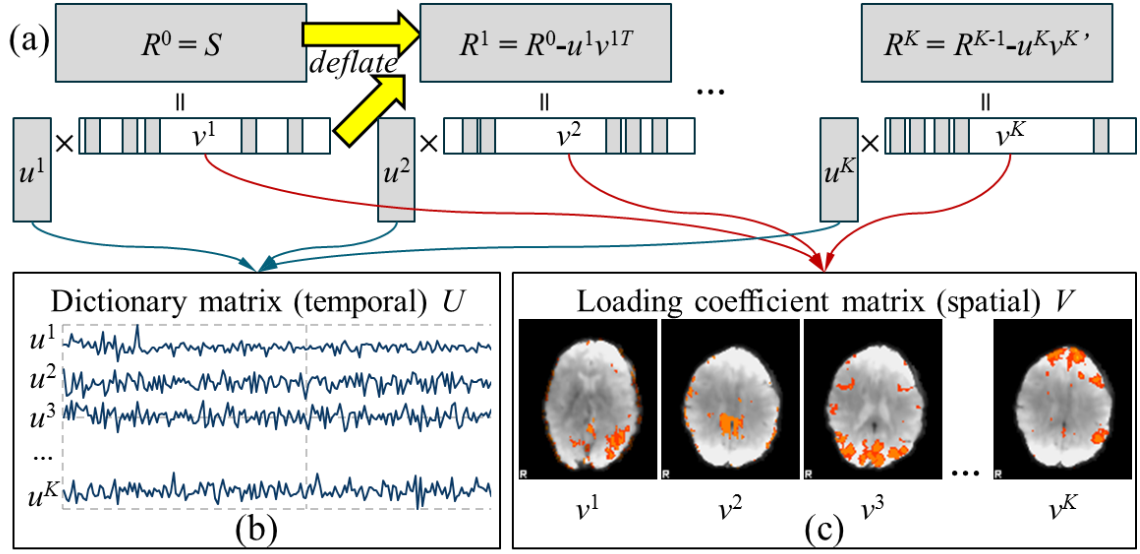 (a)
R⁰ = S
deflate
R¹ = R⁰-u¹v¹ᵀ
...
Rᴷ = Rᴷ⁻¹-uᴷvᴷ’
=
=
=
u¹ × v¹
u² × v²
uᴷ × vᴷ
Dictionary matrix (temporal) U
u¹
u²
u³
...
uᴷ
(b)
Loading coefficient matrix (spatial) V
R
R
R
...
R
v¹
v²
v³
vᴷ
(c)